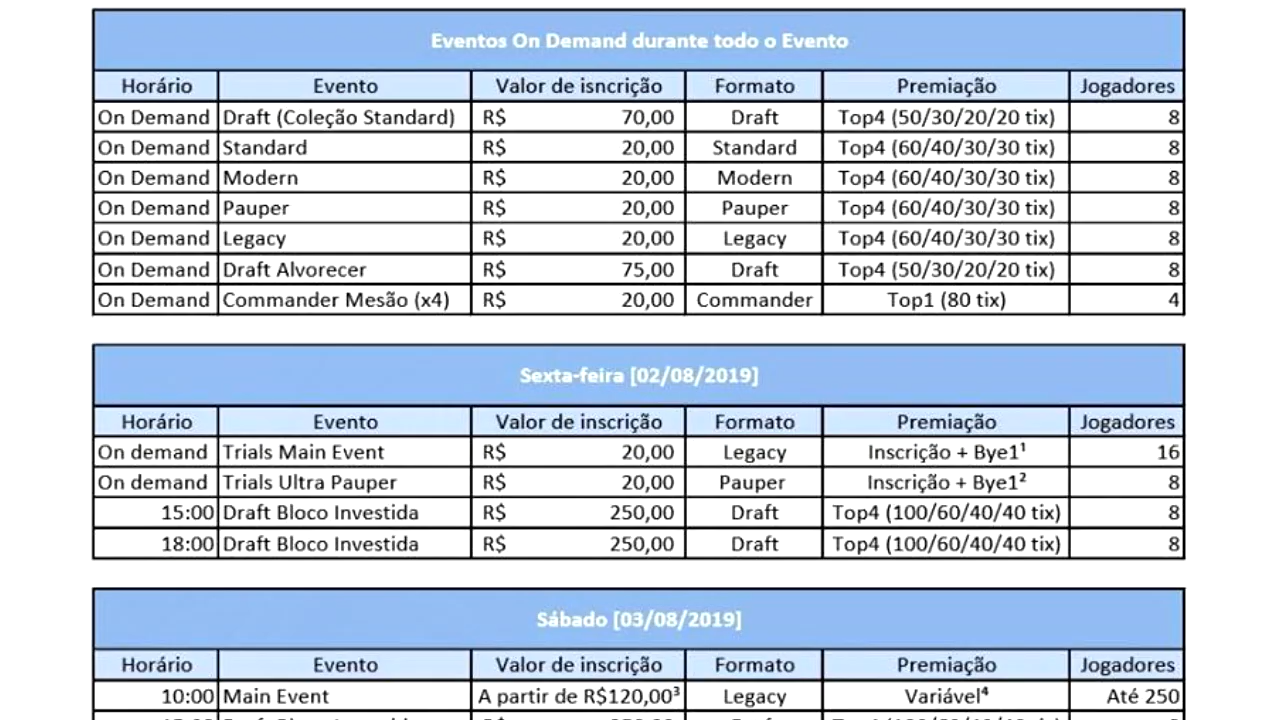 Eventos On Demand durante todo o Evento
Horário Evento Valor de isncrição Formato Premiação Jogadores
On Demand Draft (Coleção Standard) R$ 70,00 Draft Top4 (50/30/20/20 tix) 8
On Demand Standard R$ 20,00 Standard Top4 (60/40/30/30 tix) 8
On Demand Modern R$ 20,00 Modern Top4 (60/40/30/30 tix) 8
On Demand Pauper R$ 20,00 Pauper Top4 (60/40/30/30 tix) 8
On Demand Legacy R$ 20,00 Legacy Top4 (60/40/30/30 tix) 8
On Demand Draft Alvorecer R$ 75,00 Draft Top4 (50/30/20/20 tix) 8
On Demand Commander Mesão (x4) R$ 20,00 Commander Top1 (80 tix) 4
Sexta-feira [02/08/2019]
Horário Evento Valor de inscrição Formato Premiação Jogadores
On demand Trials Main Event R$ 20,00 Legacy Inscrição + Bye1¹ 16
On demand Trials Ultra Pauper R$ 20,00 Pauper Inscrição + Bye1² 8
15:00 Draft Bloco Investida R$ 250,00 Draft Top4 (100/60/40/40 tix) 8
18:00 Draft Bloco Investida R$ 250,00 Draft Top4 (100/60/40/40 tix) 8
Sábado [03/08/2019]
Horário Evento Valor de inscrição Formato Premiação Jogadores
10:00 Main Event A partir de R$120,00³ Legacy Variável⁴ Até 250